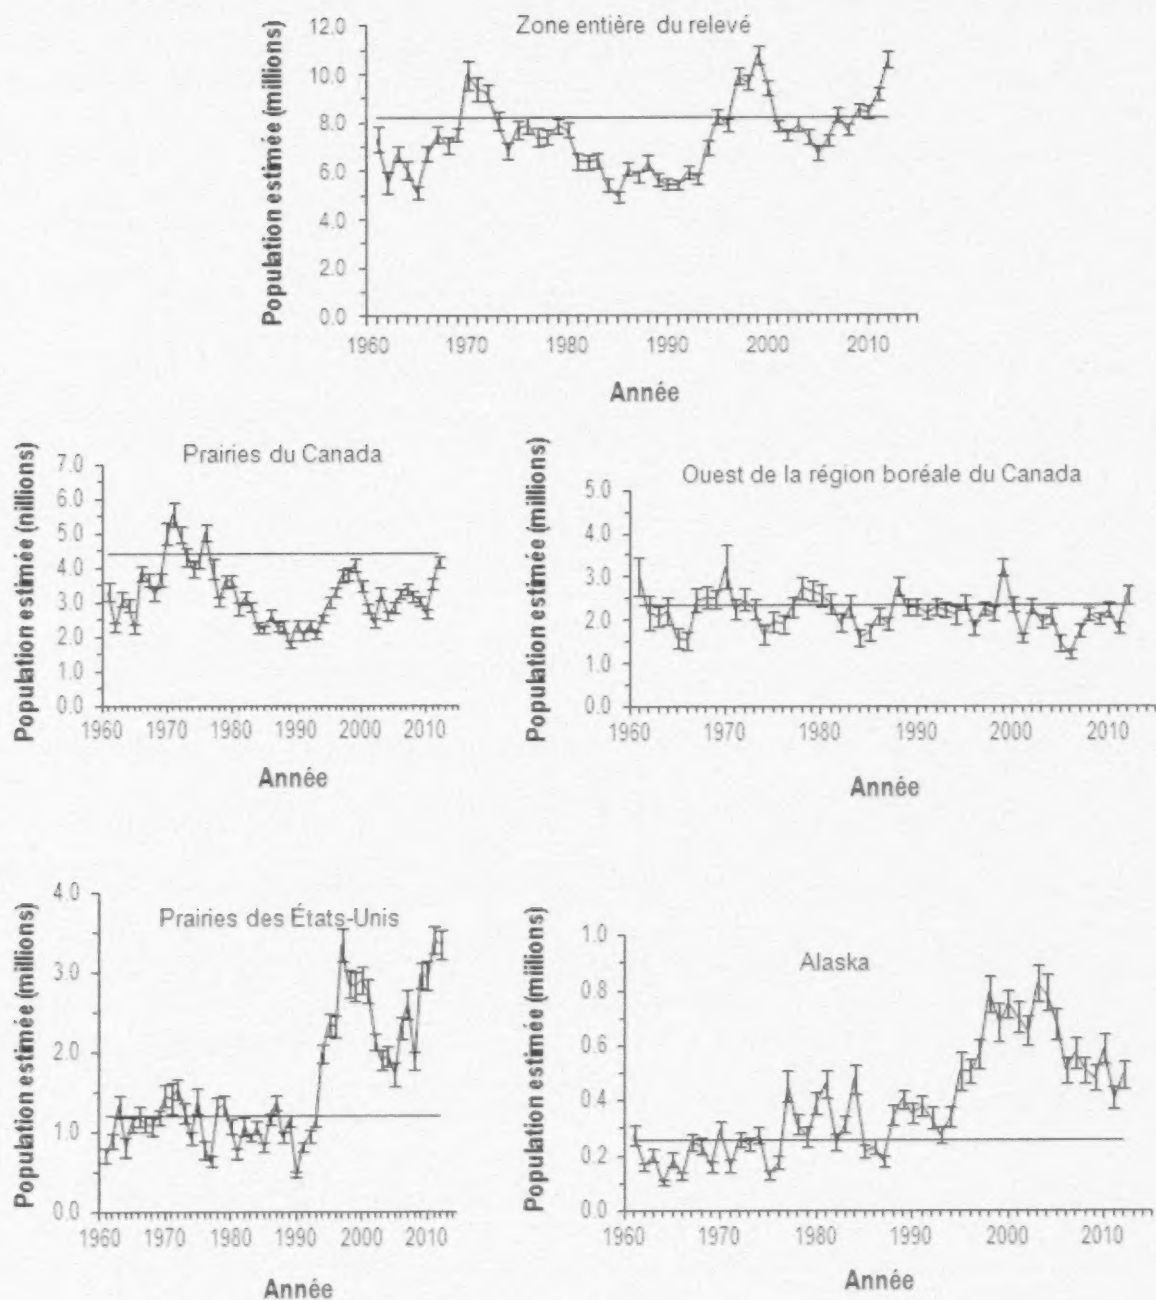 Zone entière du relevé
Population estimée (millions)
12.0
10.0
8.0
6.0
4.0
2.0
0.0
1960 1970 1980 1990 2000 2010
Année
Prairies du Canada
Population estimée (nillions)
7.0
6.0
5.0
4.0
3.0
2.0
1.0
0.0
1960 1970 1980 1990 2000 2010
Année
Ouest de la région boréale du Canada
Population estimée (millions)
5.0
4.0
3.0
2.0
1.0
0.0
1960 1970 1980 1990 2000 2010
Année
Prairies des États-Unis
Population estimée (millions)
4.0
3.0
2.0
1.0
0.0
1960 1970 1980 1990 2000 2010
Année
Alaska
Population estimée (millions)
1.0
0.8
0.6
0.4
0.2
0.0
1960 1970 1980 1990 2000 2010
Année